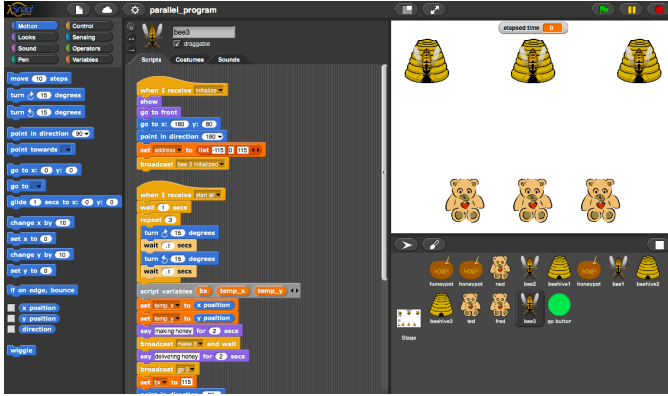 Snap! parallel_program
Motion Control
Looks Sensing
Sound Operators
Pen Variables
move 10 steps
turn 15 degrees
turn 15 degrees
point in direction 90
point towards
go to x: 0 y: 0
go to
glide 1 secs to x: 0 y: 0
change x by 10
set x to 0
change y by 10
set y to 0
if on edge, bounce
x position
y position
direction
wiggle
bee3
draggable
Scripts Costumes Sounds
when I receive initialize
show
go to front
go to x: 180 y: 80
point in direction 180
set address to list -115 0 115
broadcast bee 3 initialized
when I receive start all
wait 1 secs
repeat 3
turn 15 degrees
wait .1 secs
turn 15 degrees
wait .1 secs
script variables bx temp_x temp_y
set temp_x to x position
set temp_y to y position
say making honey for 2 secs
broadcast make 3 and wait
say delivering honey for 2 secs
broadcast go 3
set bx to 115
elapsed time 0
HONEY HONEY HONEY
honeypot honeypot ned bee2 beehive1 honeypot bee1 beehive2
Stage
beehive3 ted fred bee3 go button